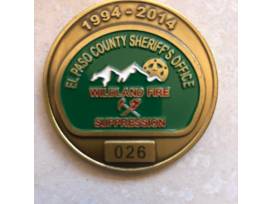 1994-2014
EL PASO COUNTY SHERIFF'S OFFICE
WILDLAND FIRE
SUPPRESSION
026